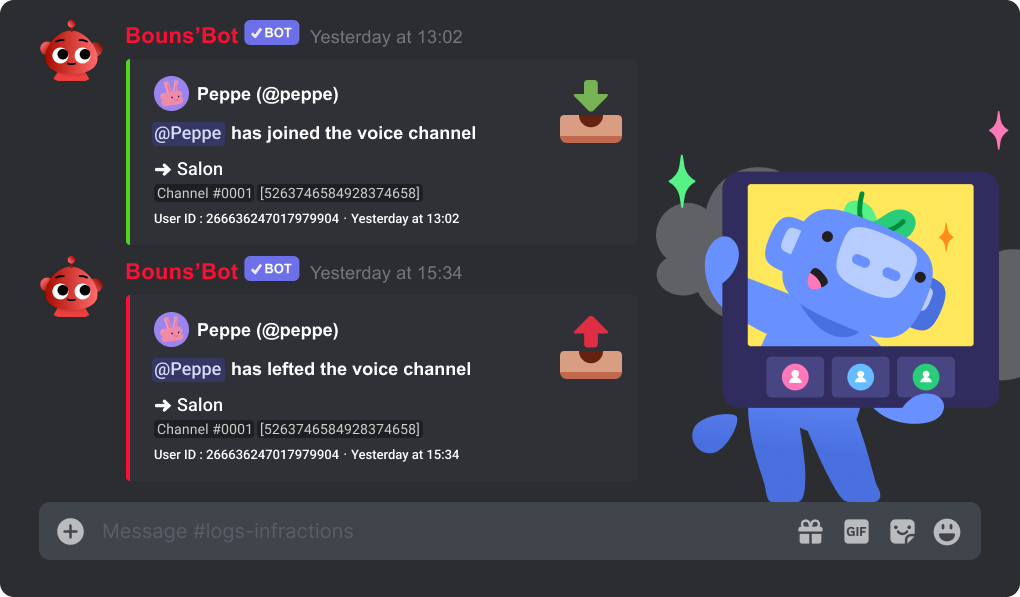 Bouns’Bot ✓BOT Yesterday at 13:02
Peppe (@peppe)
@Peppe has joined the voice channel
➔ Salon
Channel #0001 [5263746584928374658]
User ID : 266636247017979904 · Yesterday at 13:02
Bouns’Bot ✓BOT Yesterday at 15:34
Peppe (@peppe)
@Peppe has lefted the voice channel
➔ Salon
Channel #0001 [5263746584928374658]
User ID : 266636247017979904 · Yesterday at 15:34
Message #logs-infractions
GIF